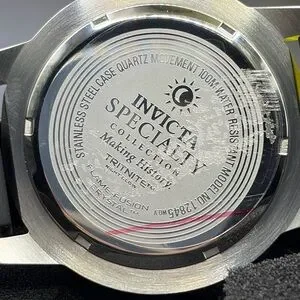 STAINLESS STEEL CASE QUARTZ MOVEMENT 100M WATER RESISTANT MODEL NO. 12845
INVICTA
SPECIALTY
COLLECTION
Making History
TRITNITE
FLAME FUSION
CRYSTAL